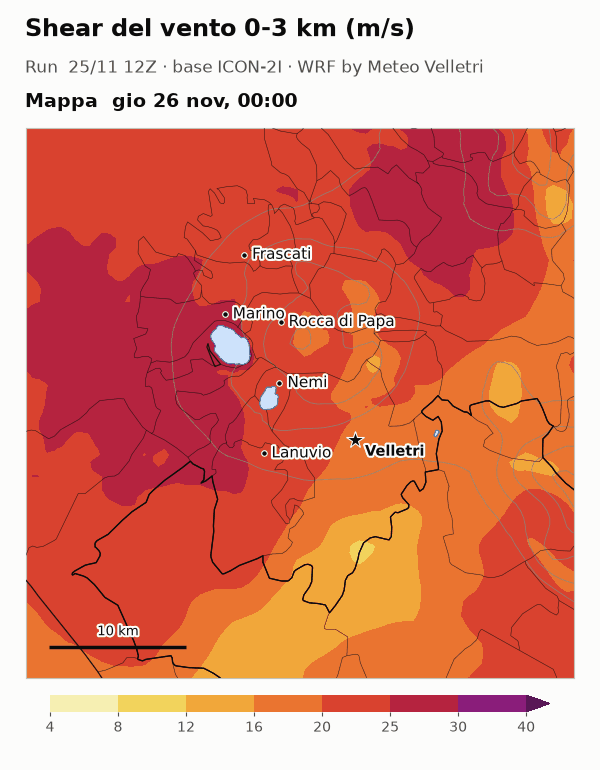 Shear del vento 0-3 km (m/s)
Run  25/11 12Z · base ICON-2I · WRF by Meteo Velletri
Mappa  gio 26 nov, 00:00
Frascati
Marino
Rocca di Papa
Nemi
Velletri
Lanuvio
10 km
4 8 12 16 20 25 30 40